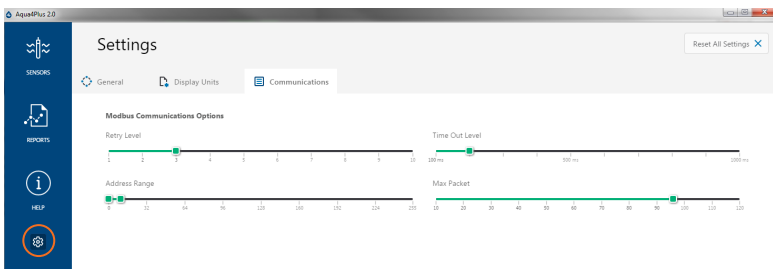 Aqua4Plus 2.0
Settings
Reset All Settings
SENSORS
General
Display Units
Communications
Modbus Communications Options
Retry Level
Time Out Level
REPORTS
1 2 3 4 5 6 7 8 9 10
100 ms 500 ms 1000 ms
Address Range
Max Packet
HELP
0 32 64 96 128 160 192 224 255
10 20 30 40 50 60 70 80 90 100 110 120